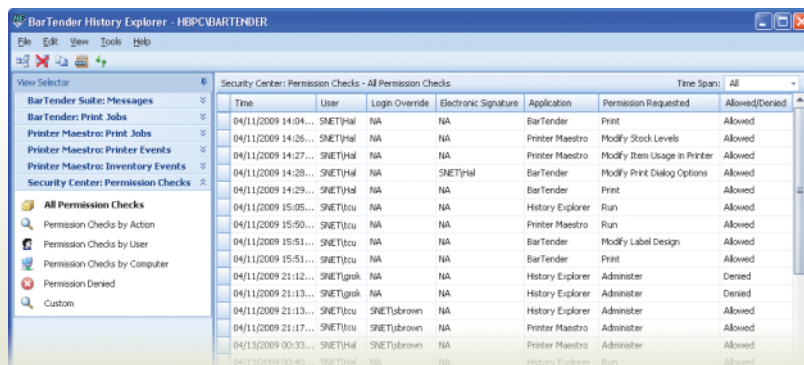 BarTender History Explorer - HBPC\BARTENDER
File Edit View Tools Help
View Selector
BarTender Suite: Messages
BarTender: Print Jobs
Printer Maestro: Print Jobs
Printer Maestro: Printer Events
Printer Maestro: Inventory Events
Security Center: Permission Checks
All Permission Checks
Permission Checks by Action
Permission Checks by User
Permission Checks by Computer
Permission Denied
Custom
Security Center: Permission Checks - All Permission Checks Time Span: All
Time User Login Override Electronic Signature Application Permission Requested Allowed/Denied
04/11/2009 14:04... SNET\Hal NA NA BarTender Print Allowed
04/11/2009 14:26... SNET\Hal NA NA Printer Maestro Modify Stock Levels Allowed
04/11/2009 14:27... SNET\Hal NA NA Printer Maestro Modify Item Usage in Printer Allowed
04/11/2009 14:28... SNET\Hal NA SNET\Hal BarTender Modify Print Dialog Options Allowed
04/11/2009 14:29... SNET\Hal NA NA BarTender Print Allowed
04/11/2009 15:05... SNET\tcu NA NA History Explorer Run Allowed
04/11/2009 15:50... SNET\tcu NA NA Printer Maestro Run Allowed
04/11/2009 15:51... SNET\tcu NA NA BarTender Modify Label Design Allowed
04/11/2009 15:51... SNET\tcu NA NA BarTender Print Allowed
04/11/2009 21:12... SNET\grok NA NA History Explorer Administer Denied
04/11/2009 21:13... SNET\grok NA NA History Explorer Administer Denied
04/11/2009 21:13... SNET\tcu SNET\sbrown NA History Explorer Administer Allowed
04/11/2009 21:17... SNET\tcu SNET\sbrown NA Printer Maestro Administer Allowed
04/13/2009 00:33... SNET\Hal SNET\sbrown NA Printer Maestro Administer Allowed
04/13/2009 00:40... SNET\Hal NA NA History Explorer Run Allowed